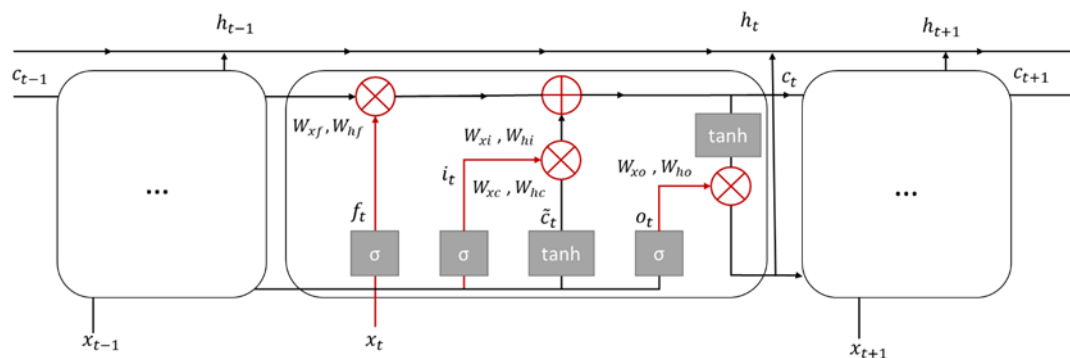 h_{t-1} h_t h_{t+1}
c_{t-1} c_t c_{t+1}
W_{xf} , W_{hf} W_{xi} , W_{hi} tanh
W_{xo} , W_{ho}
... i_t W_{xc} , W_{hc} ...
f_t c̃_t o_t
σ σ tanh σ
x_{t-1} x_t x_{t+1}